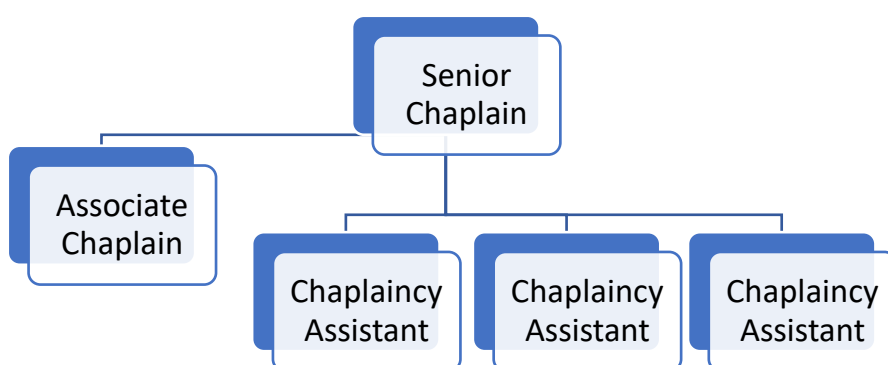 Senior
Chaplain
Associate
Chaplain
Chaplaincy
Assistant
Chaplaincy
Assistant
Chaplaincy
Assistant